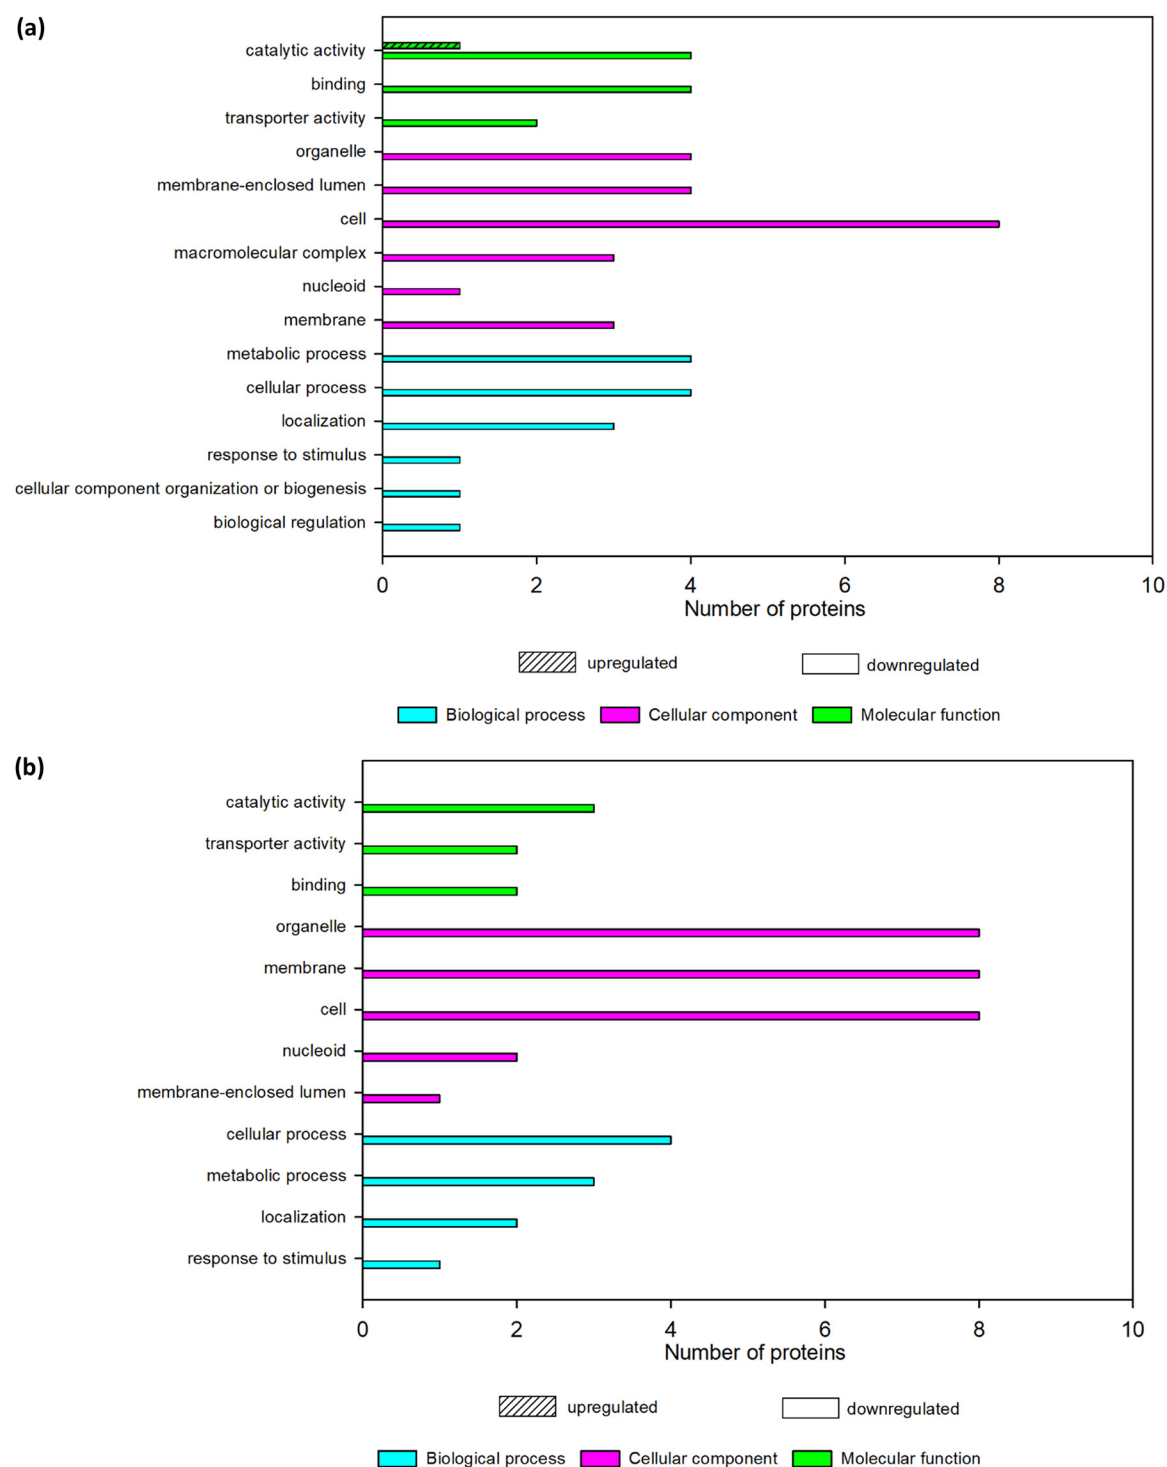 (a)
catalytic activity
binding
transporter activity
organelle
membrane-enclosed lumen
cell
macromolecular complex
nucleoid
membrane
metabolic process
cellular process
localization
response to stimulus
cellular component organization or biogenesis
biological regulation
0 2 4 6 8 10
Number of proteins
upregulated downregulated
Biological process Cellular component Molecular function
(b)
catalytic activity
transporter activity
binding
organelle
membrane
cell
nucleoid
membrane-enclosed lumen
cellular process
metabolic process
localization
response to stimulus
0 2 4 6 8 10
Number of proteins
upregulated downregulated
Biological process Cellular component Molecular function